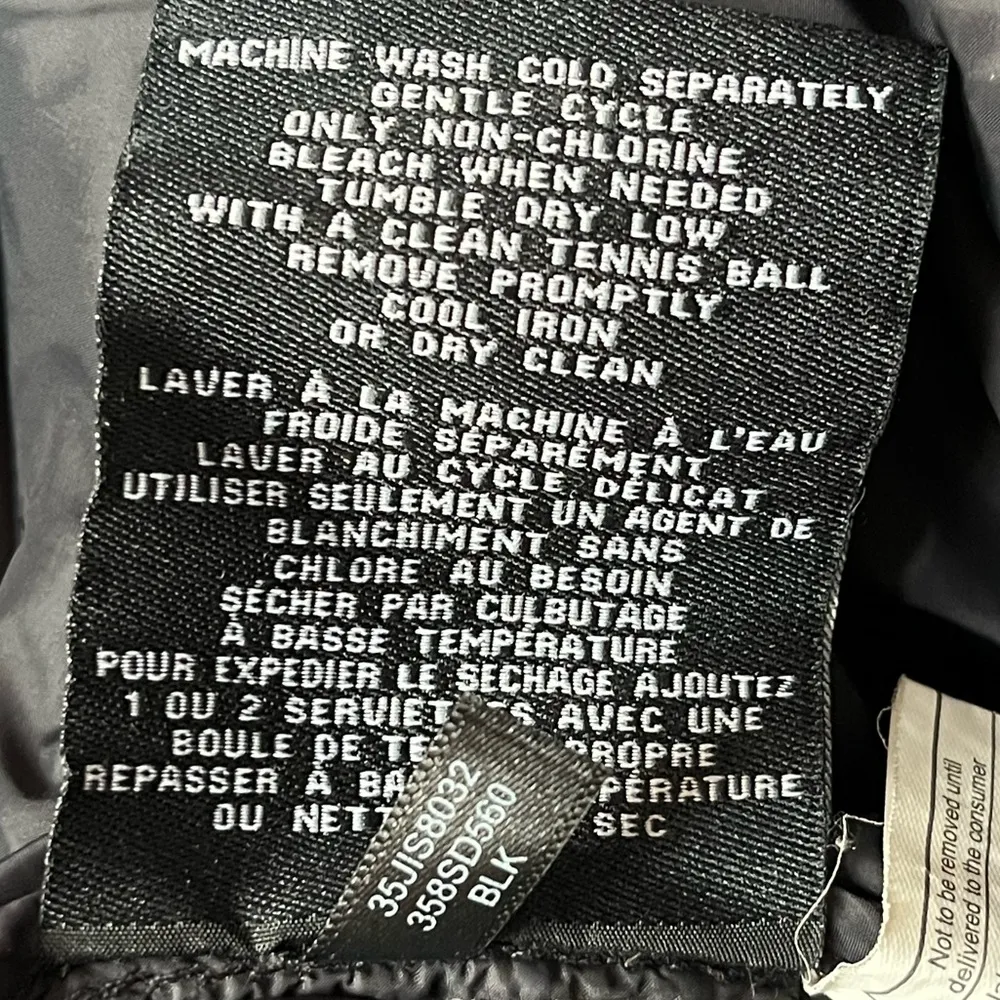 MACHINE WASH COLD SEPARATELY
GENTLE CYCLE
ONLY NON-CHLORINE
BLEACH WHEN NEEDED
TUMBLE DRY LOW
WITH A CLEAN TENNIS BALL
REMOVE PROMPTLY
COOL IRON
OR DRY CLEAN
LAVER À LA MACHINE À L'EAU
FROIDE SÉPARÉMENT
LAVER AU CYCLE DÉLICAT
UTILISER SEULEMENT UN AGENT DE
BLANCHIMENT SANS
CHLORE AU BESOIN
SÉCHER PAR CULBUTAGE
À BASSE TEMPÉRATURE
POUR EXPEDIER LE SECHAGE AJOUTEZ
1 OU 2 AVEC UNE
BOULE DE
REPASSER À
OU SEC
35JJS8032
358SD560
BLK
Not to be removed until
delivered to the consumer